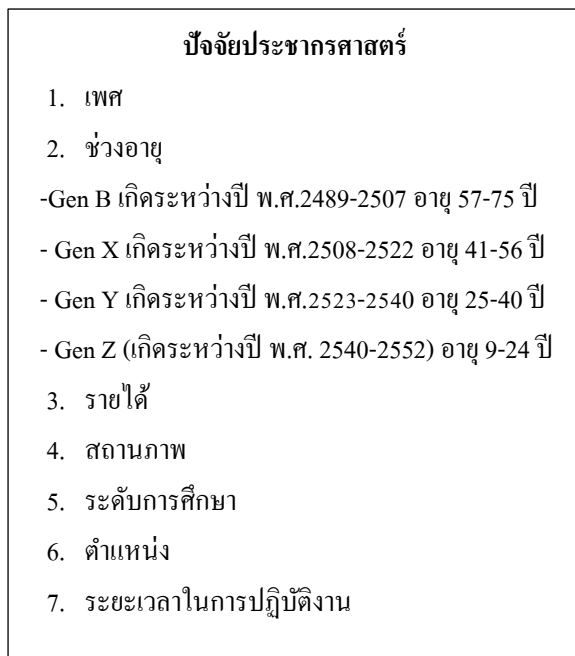 ปัจจัยประชากรศาสตร์
1. เพศ
2. ช่วงอายุ
-Gen B เกิดระหว่างปี พ.ศ.2489-2507 อายุ 57-75 ปี
- Gen X เกิดระหว่างปี พ.ศ.2508-2522 อายุ 41-56 ปี
- Gen Y เกิดระหว่างปี พ.ศ.2523-2540 อายุ 25-40 ปี
- Gen Z (เกิดระหว่างปี พ.ศ. 2540-2552) อายุ 9-24 ปี
3. รายได้
4. สถานภาพ
5. ระดับการศึกษา
6. ตำแหน่ง
7. ระยะเวลาในการปฏิบัติงาน